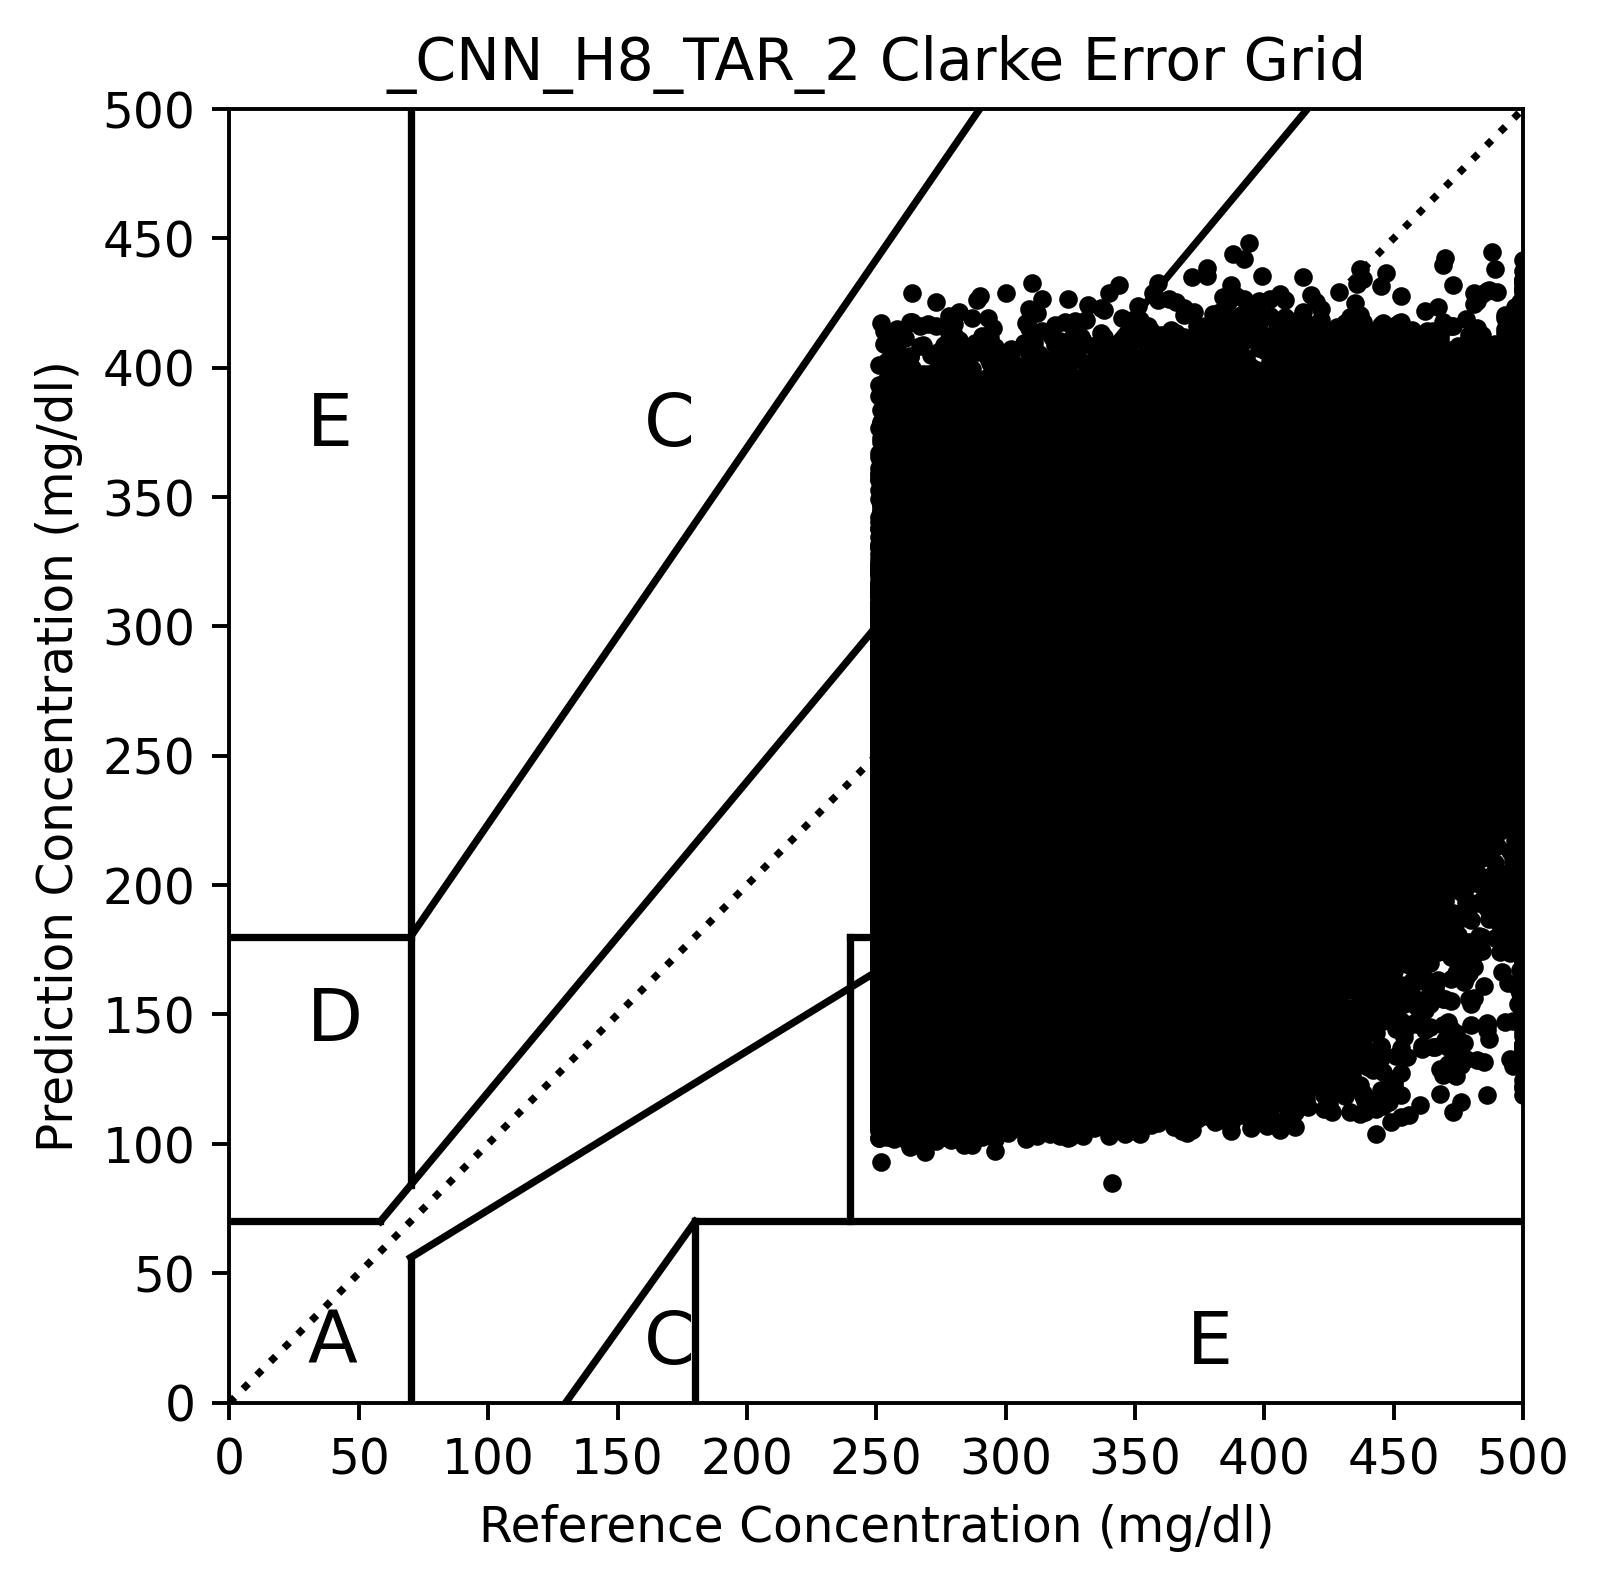 _CNN_H8_TAR_2 Clarke Error Grid
Prediction Concentration (mg/dl)
500
450
400
350
300
250
200
150
100
50
0
E
C
D
A
C
E
0 50 100 150 200 250 300 350 400 450 500
Reference Concentration (mg/dl)